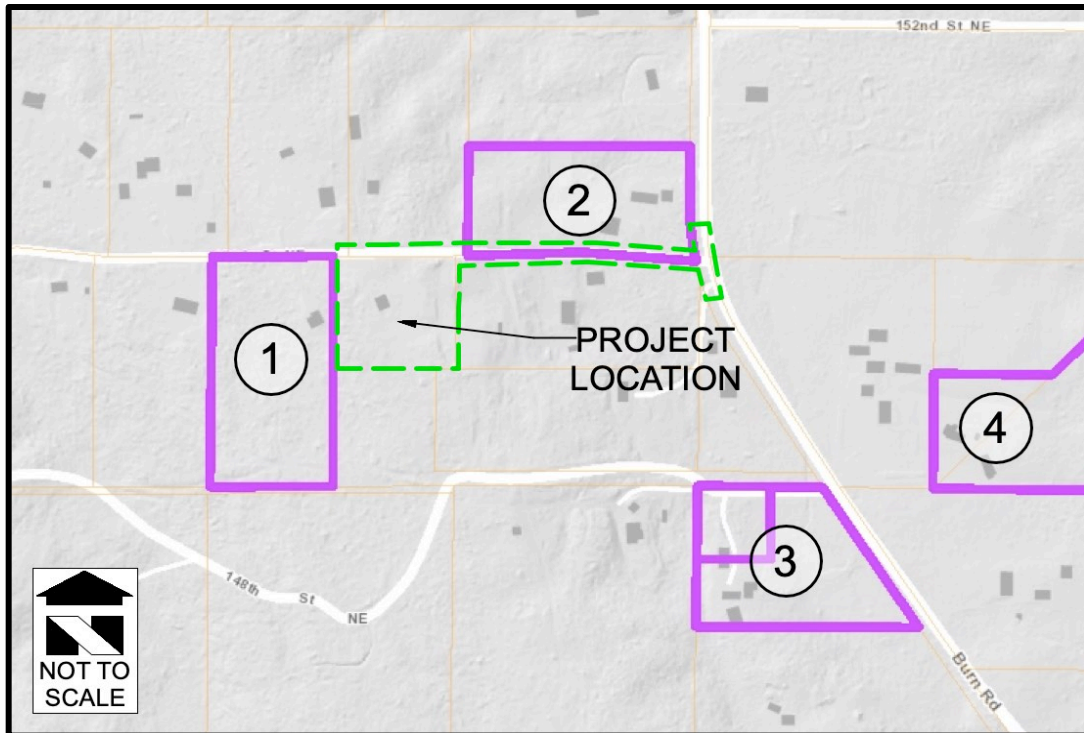 152nd St NE
2
1
PROJECT
LOCATION
4
3
148th St NE
NOT TO
SCALE
Burn Rd